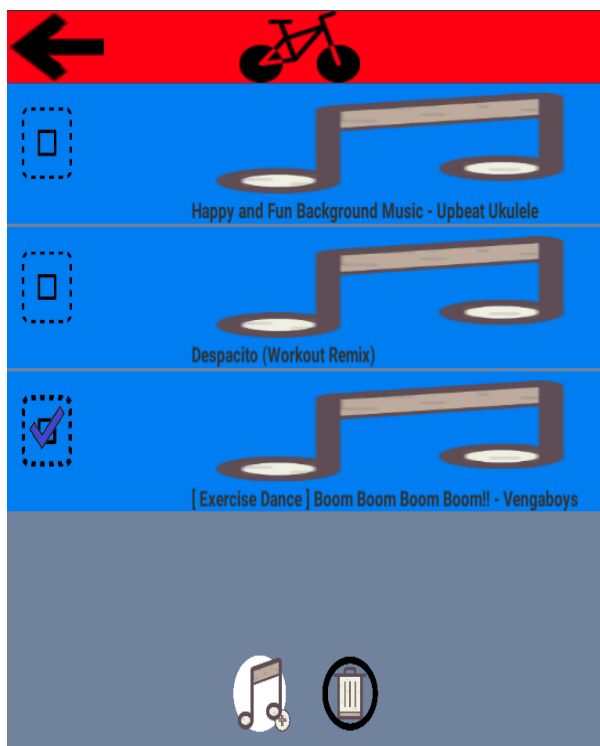 Happy and Fun Background Music - Upbeat Ukulele
Despacito (Workout Remix)
[ Exercise Dance ] Boom Boom Boom Boom!! - Vengaboys